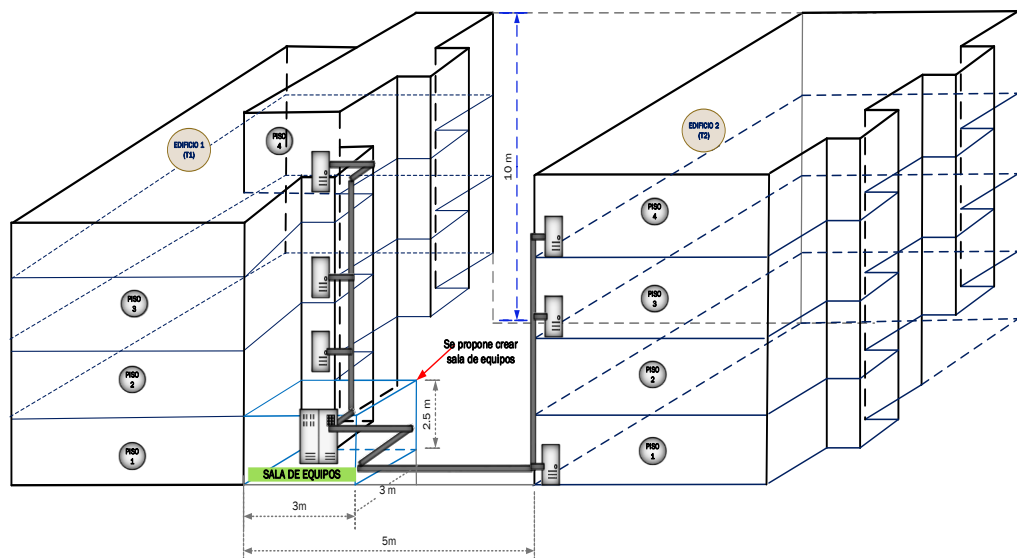 EDIFICIO 1
(T1)
PISO
4
PISO
3
PISO
2
PISO
1
SALA DE EQUIPOS
Se propone crear
sala de equipos
2.5 m
3 m
3m
5m
10 m
EDIFICIO 2
(T2)
PISO
4
PISO
3
PISO
2
PISO
1